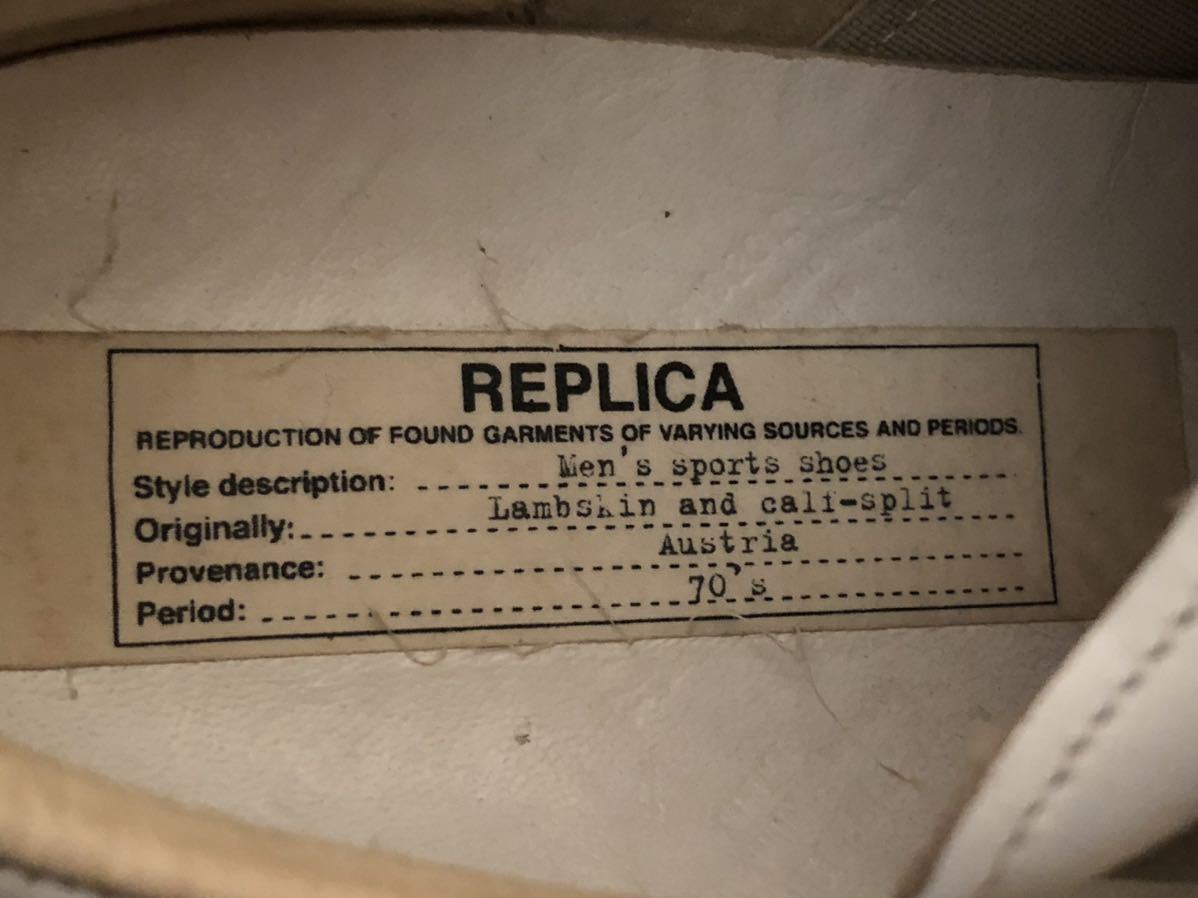 REPLICA
REPRODUCTION OF FOUND GARMENTS OF VARYING SOURCES AND PERIODS.
Style description: Men's sports shoes
Originally: Lambskin and calf-split
Provenance: Austria
Period: 70's